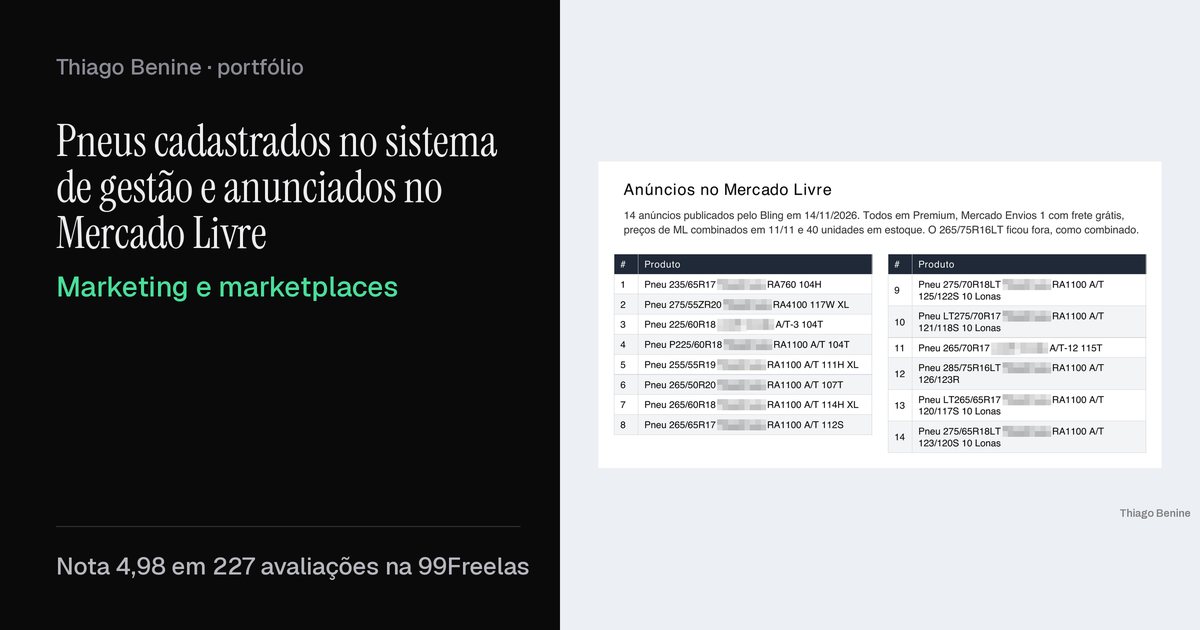 Thiago Benine · portfólio
Pneus cadastrados no sistema
de gestão e anunciados no
Mercado Livre
Marketing e marketplaces
Nota 4,98 em 227 avaliações na 99Freelas
Anúncios no Mercado Livre
14 anúncios publicados pelo Bling em 14/11/2026. Todos em Premium, Mercado Envios 1 com frete grátis,
preços de ML combinados em 11/11 e 40 unidades em estoque. O 265/75R16LT ficou fora, como combinado.
# Produto
1 Pneu 235/65R17 RA760 104H
2 Pneu 275/55ZR20 RA4100 117W XL
3 Pneu 225/60R18 A/T-3 104T
4 Pneu P225/60R18 RA1100 A/T 104T
5 Pneu 255/55R19 RA1100 A/T 111H XL
6 Pneu 265/50R20 RA1100 A/T 107T
7 Pneu 265/60R18 RA1100 A/T 114H XL
8 Pneu 265/65R17 RA1100 A/T 112S
# Produto
9 Pneu 275/70R18LT RA1100 A/T
125/122S 10 Lonas
10 Pneu LT275/70R17 RA1100 A/T
121/118S 10 Lonas
11 Pneu 265/70R17 A/T-12 115T
12 Pneu 285/75R16LT RA1100 A/T
126/123R
13 Pneu LT265/65R17 RA1100 A/T
120/117S 10 Lonas
14 Pneu 275/65R18LT RA1100 A/T
123/120S 10 Lonas
Thiago Benine